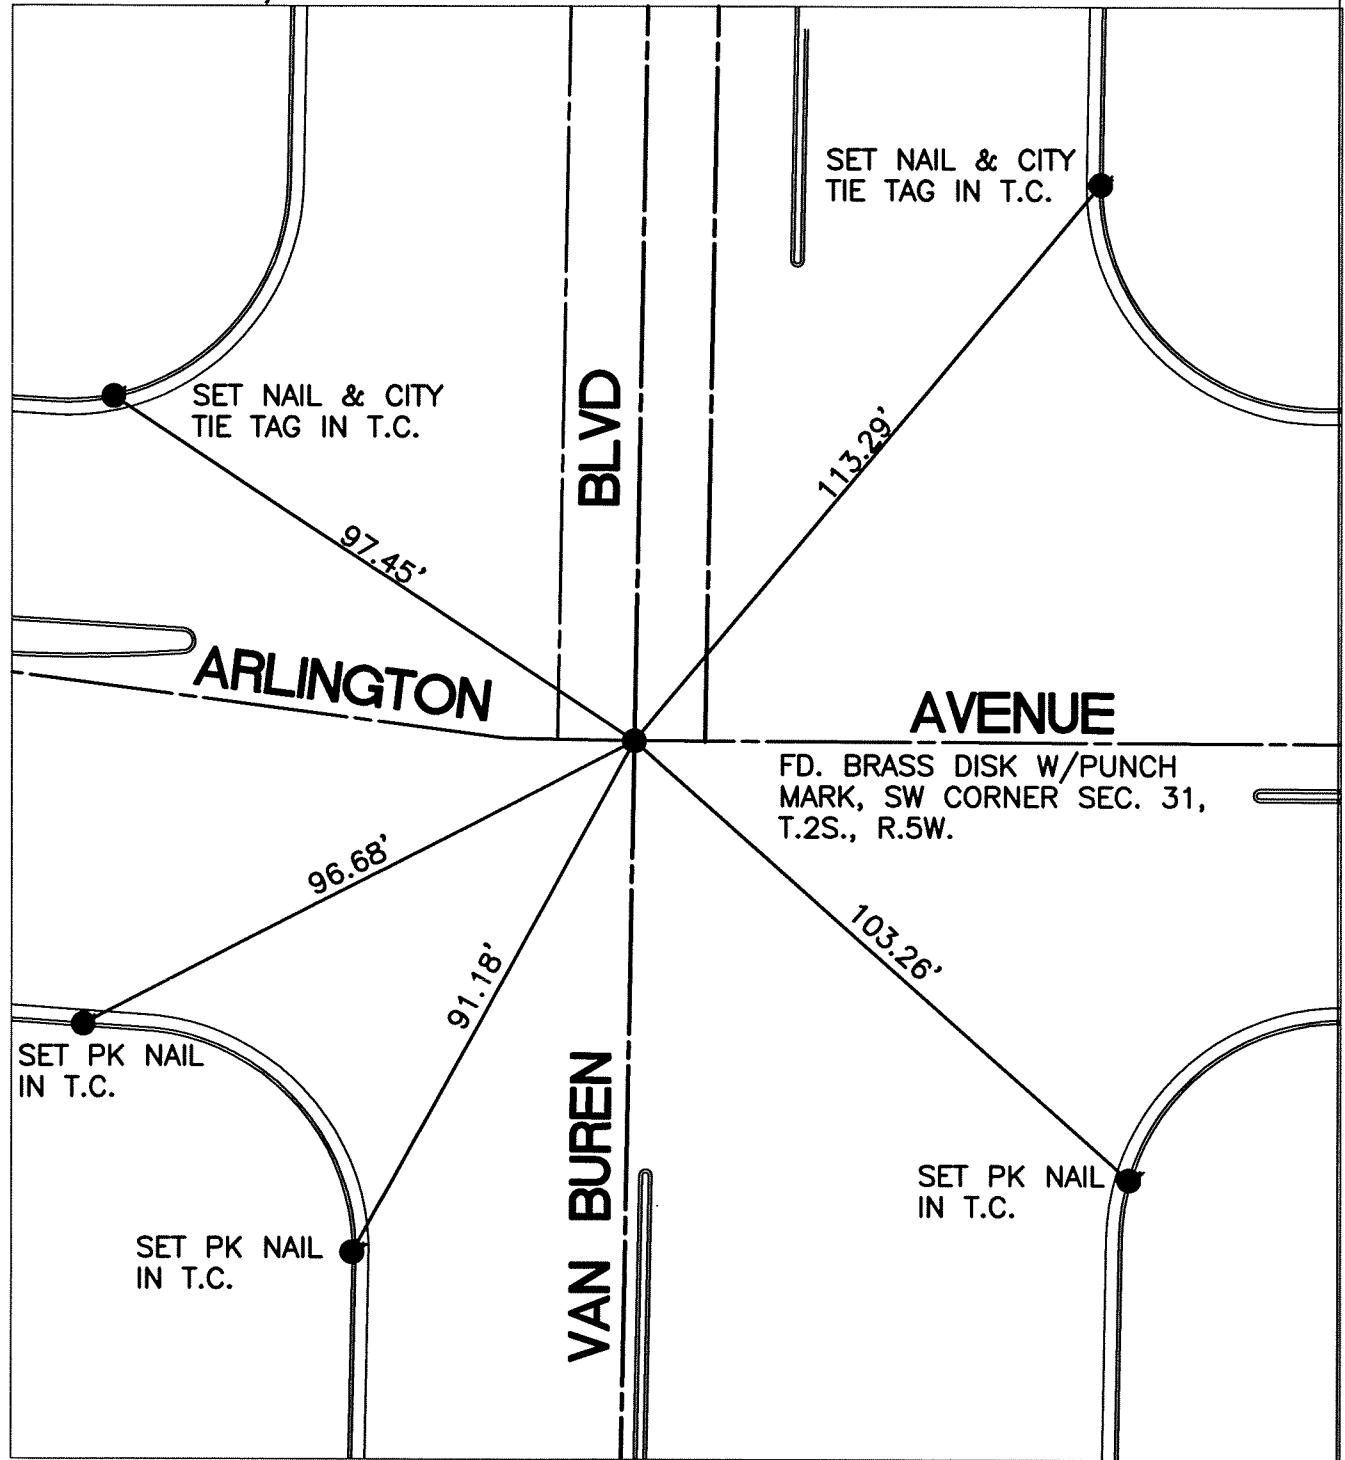 SET NAIL & CITY
TIE TAG IN T.C.
SET NAIL & CITY
TIE TAG IN T.C.
BLVD
113.29'
97.45'
ARLINGTON
AVENUE
FD. BRASS DISK W/PUNCH
MARK, SW CORNER SEC. 31,
T.2S., R.5W.
96.68'
91.18'
103.26'
SET PK NAIL
IN T.C.
VAN BUREN
SET PK NAIL
IN T.C.
SET PK NAIL
IN T.C.